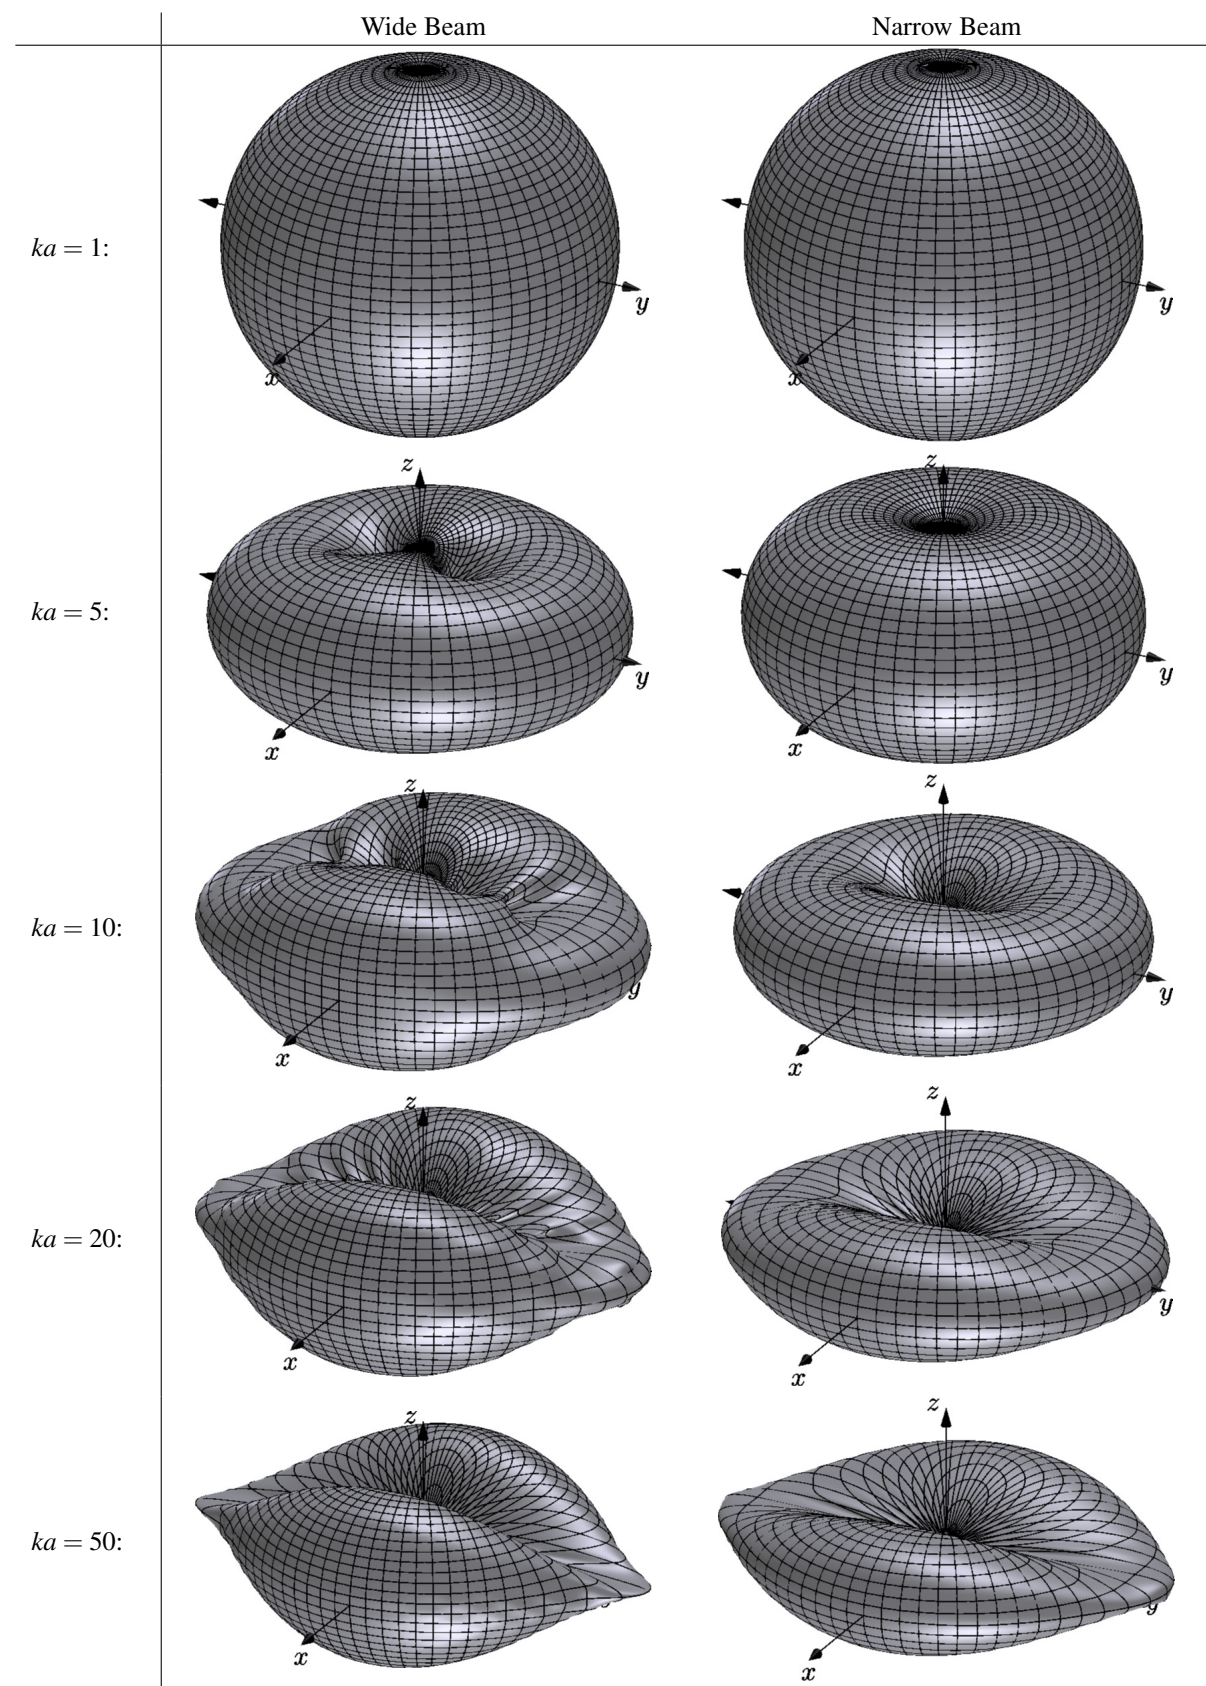 Wide Beam Narrow Beam
ka = 1:
y
x
y
x
ka = 5:
z
y
x
z
y
x
ka = 10:
z
y
x
z
y
x
ka = 20:
z
x
z
y
x
ka = 50:
z
x
z
y
x